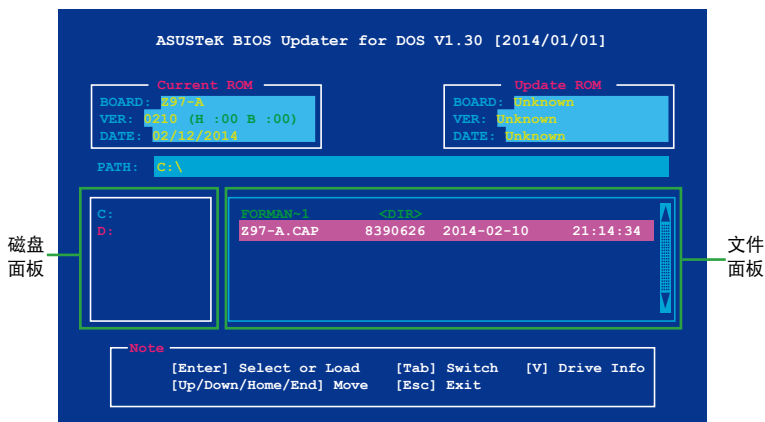 ASUSTeK BIOS Updater for DOS V1.30 [2014/01/01]
Current ROM
BOARD: Z97-A
VER: 0210 (H :00 B :00)
DATE: 02/12/2014
Update ROM
BOARD: Unknown
VER: Unknown
DATE: Unknown
PATH: C:\
磁盘
面板
C:
D:
FORMAN~1 <DIR>
Z97-A.CAP 8390626 2014-02-10 21:14:34
文件
面板
Note
[Enter] Select or Load [Tab] Switch [V] Drive Info
[Up/Down/Home/End] Move [Esc] Exit